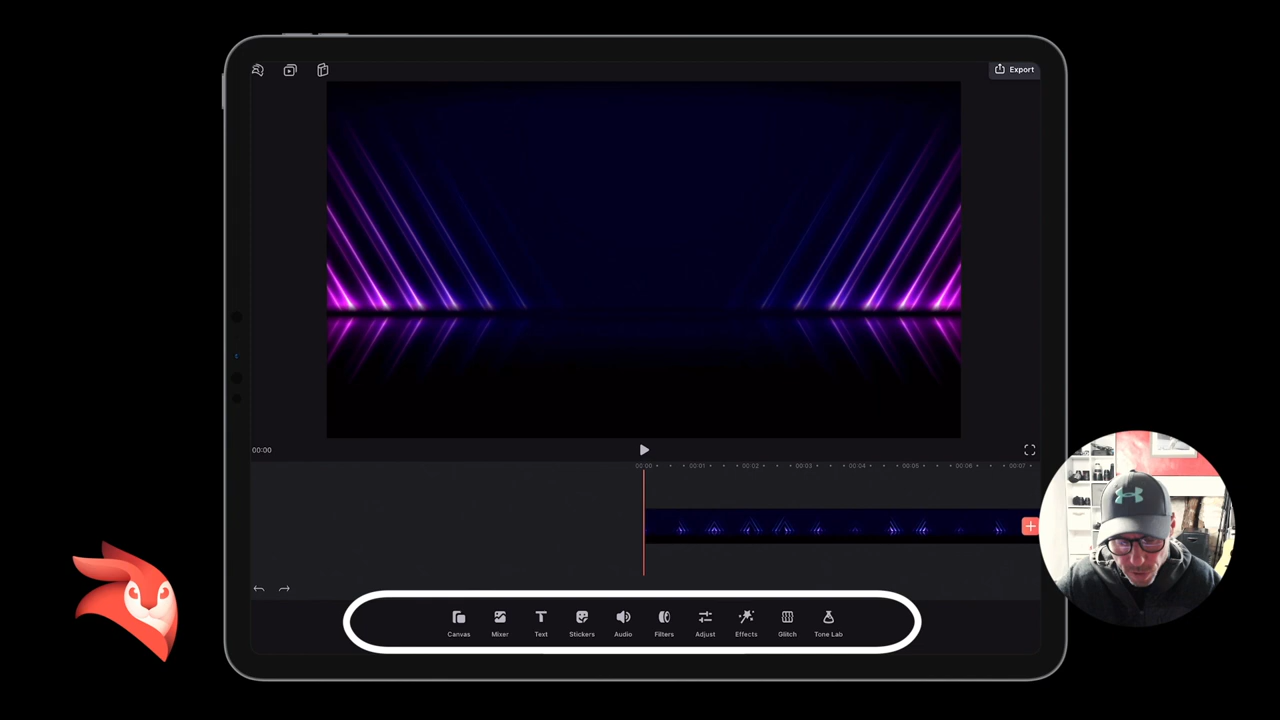 Export
00:00
00:00 00:01 00:02 00:03 00:04 00:05 00:06 00:07
Canvas Mixer Text Stickers Audio Filters Adjust Effects Glitch Tone Lab